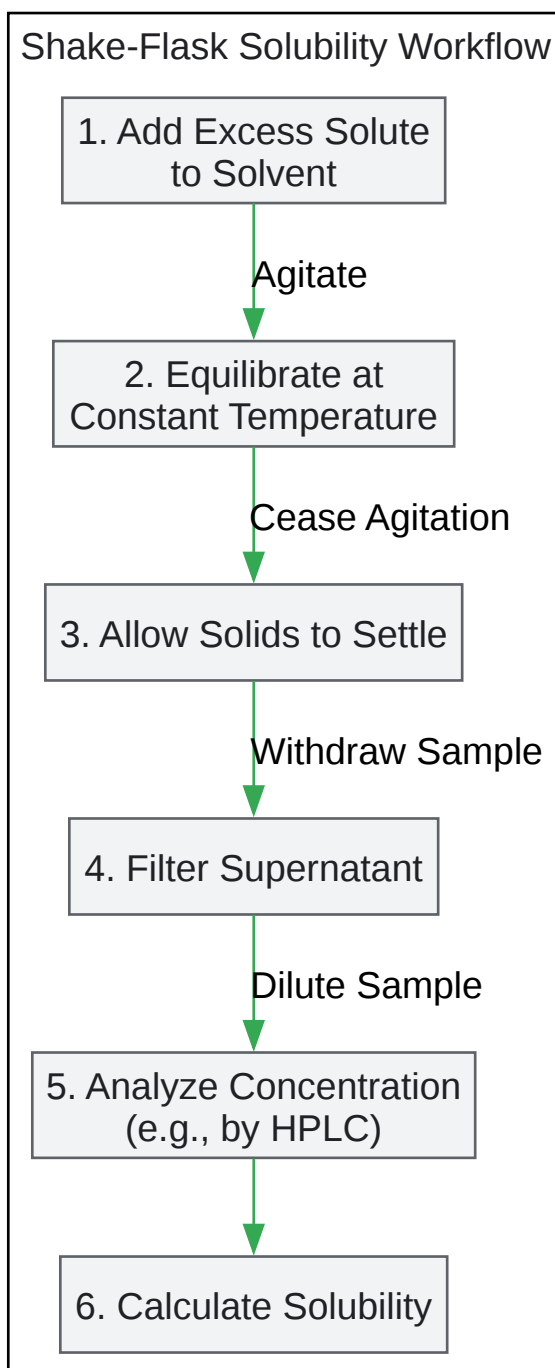 Shake-Flask Solubility Workflow
1. Add Excess Solute
to Solvent
Agitate
2. Equilibrate at
Constant Temperature
Cease Agitation
3. Allow Solids to Settle
Withdraw Sample
4. Filter Supernatant
Dilute Sample
5. Analyze Concentration
(e.g., by HPLC)
6. Calculate Solubility